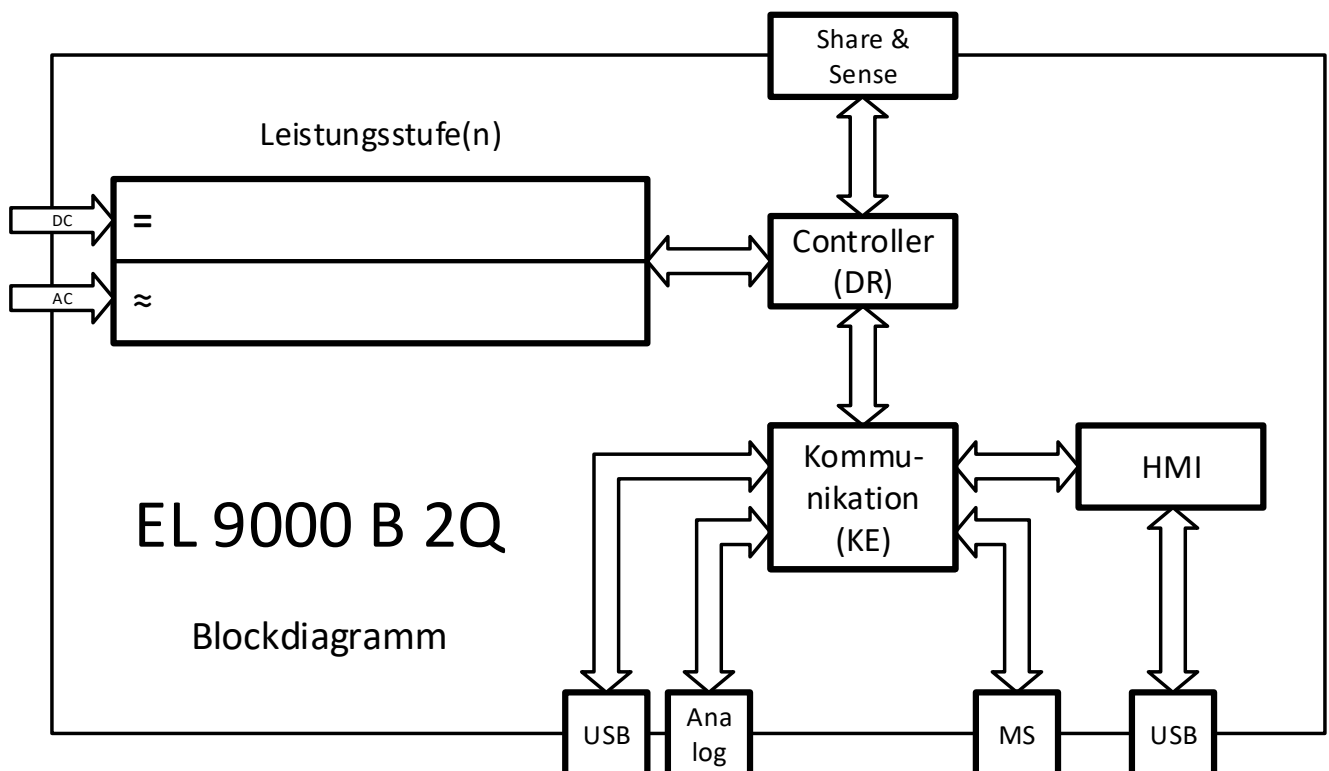 Share &
Sense
Leistungsstufe(n)
DC
=
AC
≈
Controller
(DR)
Kommu-
nikation
(KE)
HMI
EL 9000 B 2Q
Blockdiagramm
USB
Ana
log
MS
USB